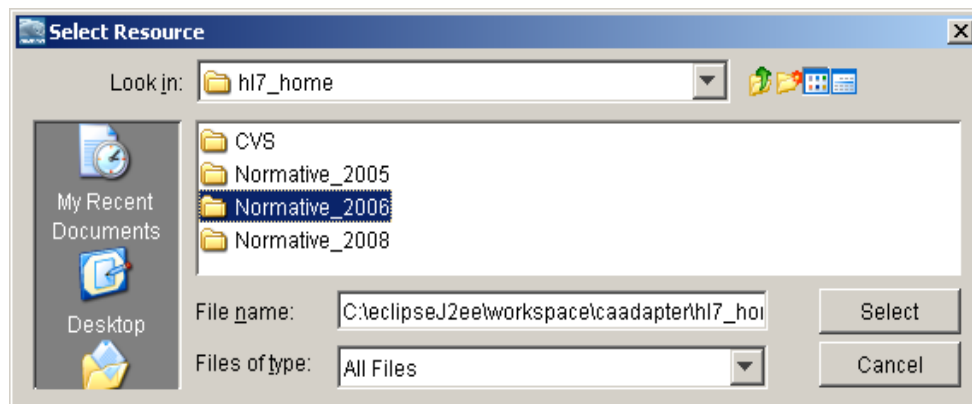 Select Resource
Look in: hl7_home
CVS
Normative_2005
Normative_2006
Normative_2008
My Recent
Documents
Desktop
File name: C:\eclipseJ2ee\workspace\caadapter\hl7_hoi
Select
Files of type: All Files
Cancel